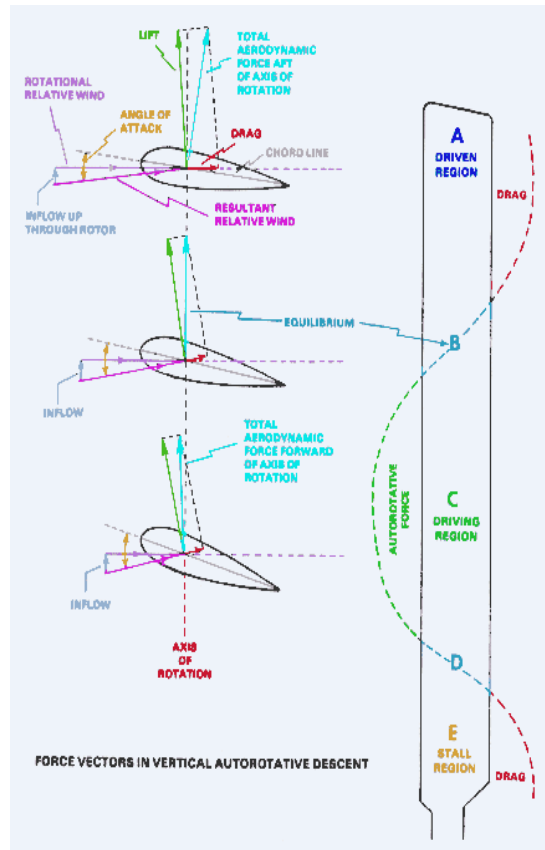 LIFT
TOTAL
AERODYNAMIC
FORCE AFT
OF AXIS OF
ROTATION
ROTATIONAL
RELATIVE WIND
ANGLE OF
ATTACK
DRAG
CHORD LINE
INFLOW UP
THROUGH ROTOR
RESULTANT
RELATIVE WIND
EQUILIBRIUM
INFLOW
TOTAL
AERODYNAMIC
FORCE FORWARD
OF AXIS OF
ROTATION
INFLOW
AXIS
OF
ROTATION
FORCE VECTORS IN VERTICAL AUTOROTATIVE DESCENT
A
DRIVEN
REGION
DRAG
B
AUTOROTATIVE
FORCE
C
DRIVING
REGION
D
E
STALL
REGION
DRAG